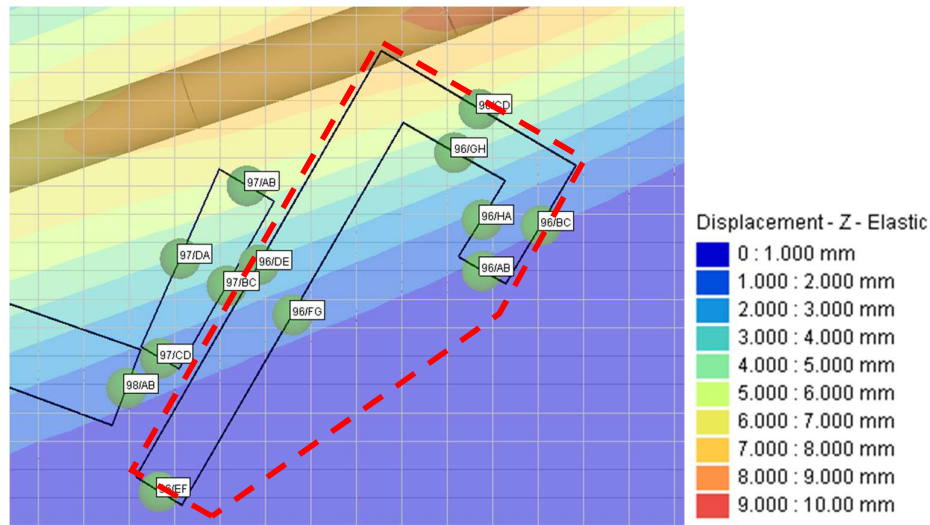 96/CD
96/GH
97/AB
96/HA
96/BC
97/DA
96/DE
96/AB
97/BC
96/FG
97/CD
98/AB
96/EF
Displacement - Z - Elastic
0 : 1.000 mm
1.000 : 2.000 mm
2.000 : 3.000 mm
3.000 : 4.000 mm
4.000 : 5.000 mm
5.000 : 6.000 mm
6.000 : 7.000 mm
7.000 : 8.000 mm
8.000 : 9.000 mm
9.000 : 10.00 mm